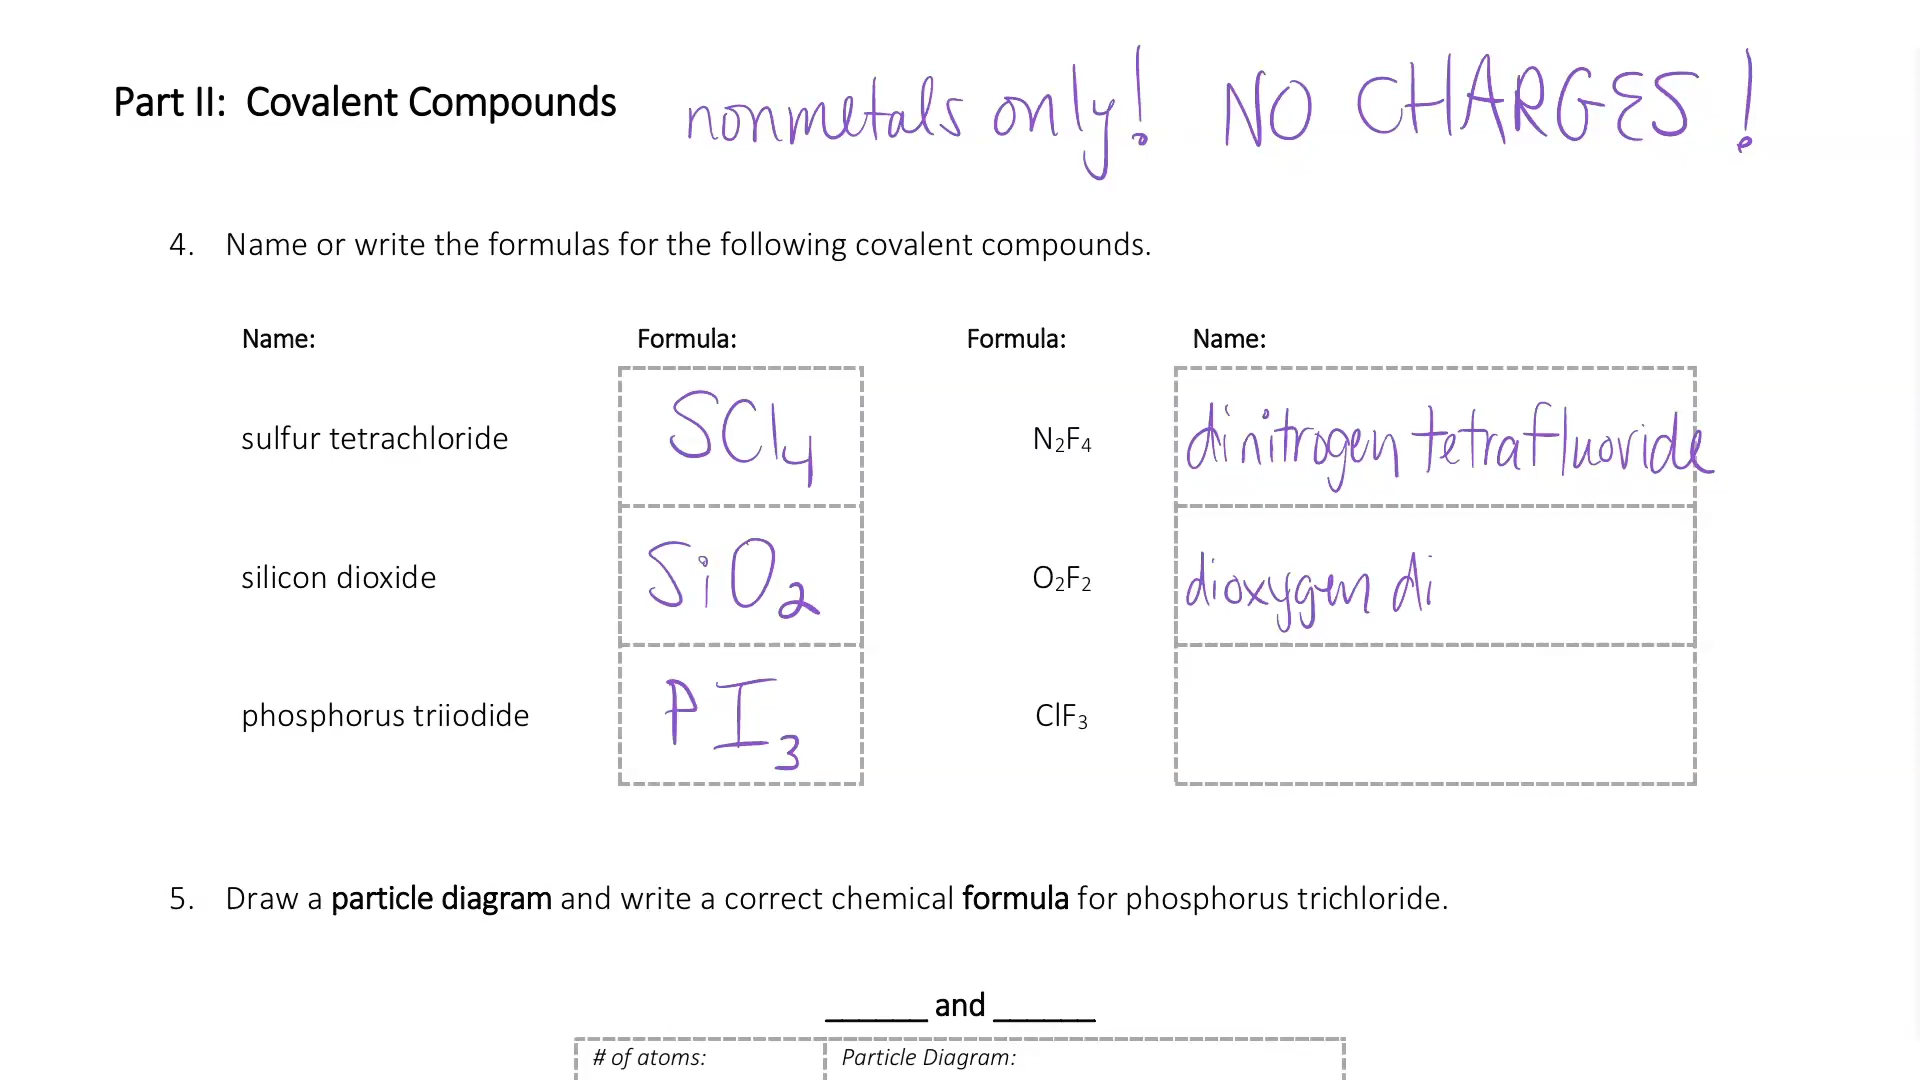 Part II: Covalent Compounds nonmetals only! NO CHARGES!
4. Name or write the formulas for the following covalent compounds.
Name: Formula: Formula: Name:
sulfur tetrachloride SCl4 N₂F₄ dinitrogen tetrafluoride
silicon dioxide SiO2 O₂F₂ dioxygen di
phosphorus triiodide PI3 ClF₃
5. Draw a particle diagram and write a correct chemical formula for phosphorus trichloride.
______ and ______
# of atoms: Particle Diagram: